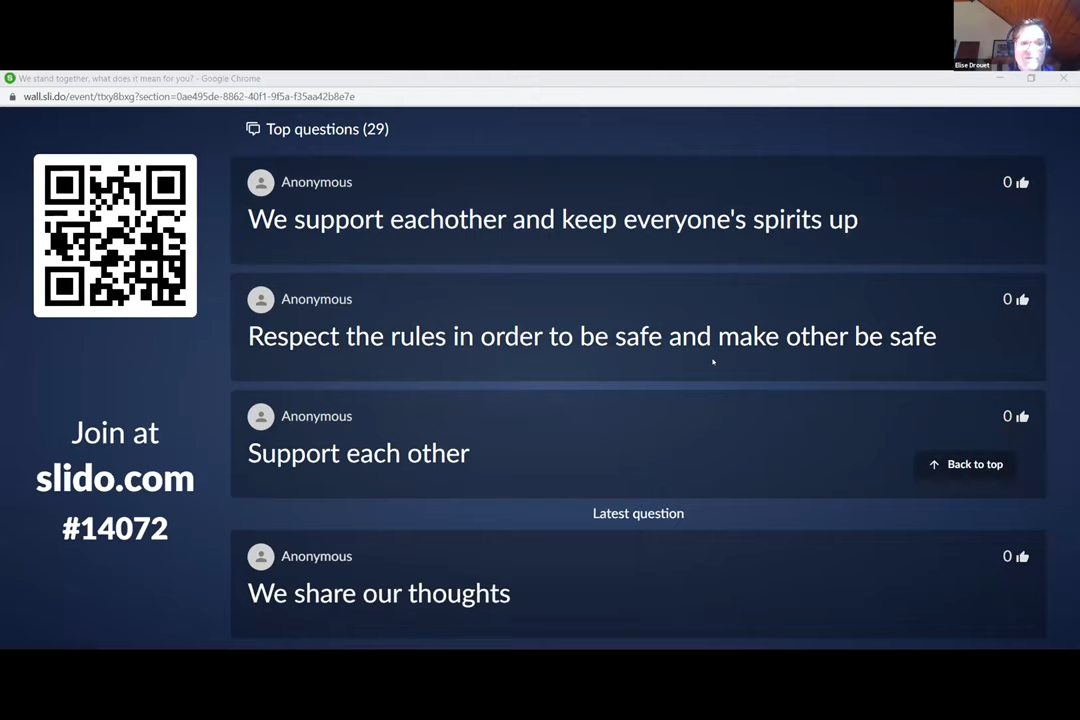 Elise Drouet
We stand together, what does it mean for you? - Google Chrome
wall.sli.do/event/ttxy8bxg?section=0ae495de-8862-40f1-9f5a-f35aa42b8e7e
Top questions (29)
Anonymous
0
We support eachother and keep everyone's spirits up
Anonymous
0
Respect the rules in order to be safe and make other be safe
Anonymous
0
Support each other
Back to top
Latest question
Anonymous
0
We share our thoughts
Join at
slido.com
#14072